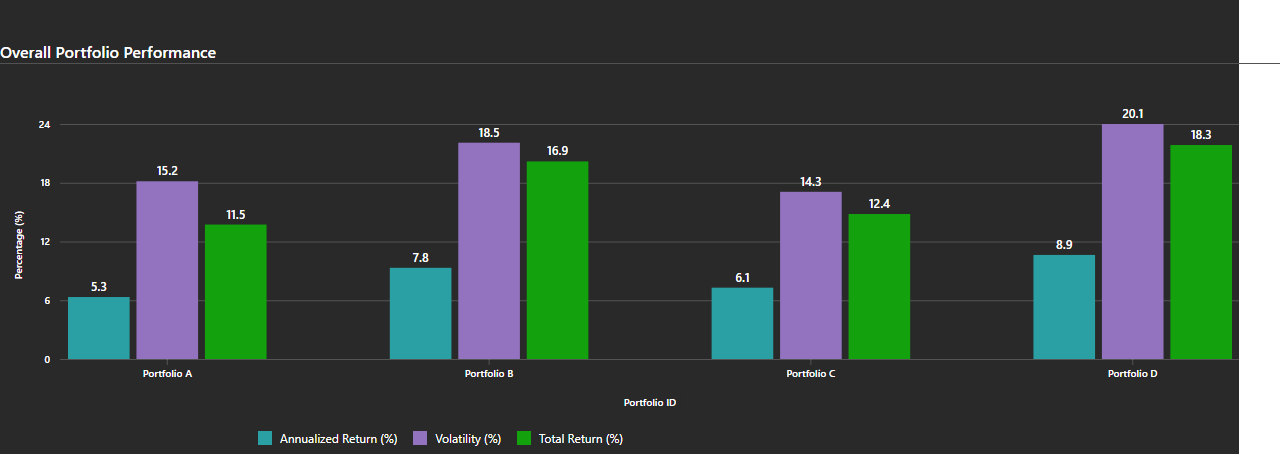 Overall Portfolio Performance
24
18
12
6
0
Percentage (%)
5.3
15.2
11.5
7.8
18.5
16.9
6.1
14.3
12.4
8.9
20.1
18.3
Portfolio A
Portfolio B
Portfolio C
Portfolio D
Portfolio ID
Annualized Return (%)
Volatility (%)
Total Return (%)